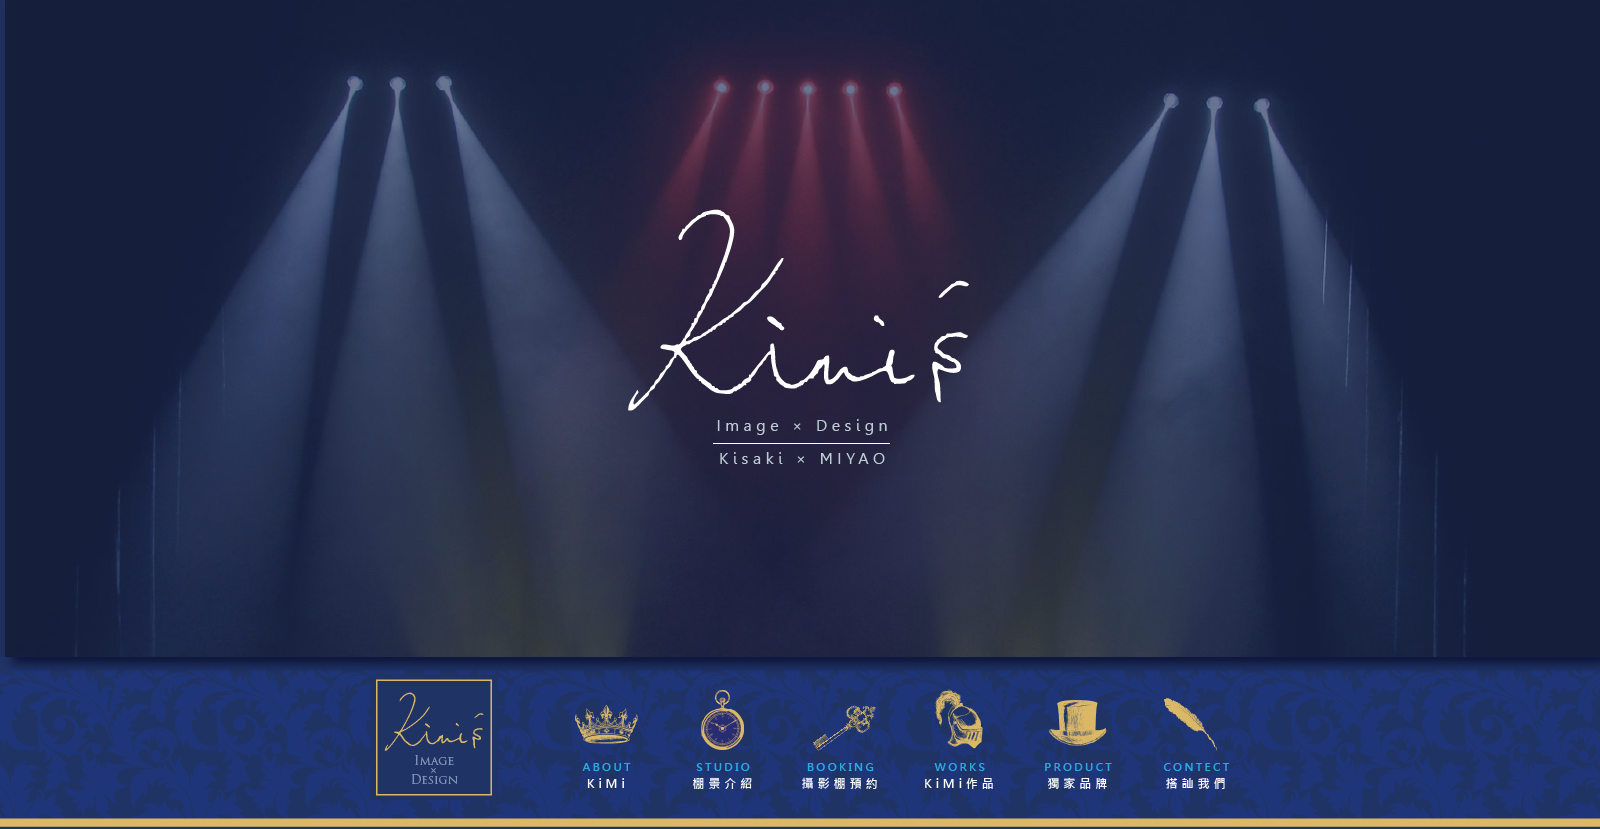 Kimi's
Image × Design
Kisaki × MIYAO
Kimi's
IMAGE
×
DESIGN
ABOUT
KiMi
STUDIO
棚景介紹
BOOKING
攝影棚預約
WORKS
KiMi作品
PRODUCT
獨家品牌
CONTECT
搭訕我們